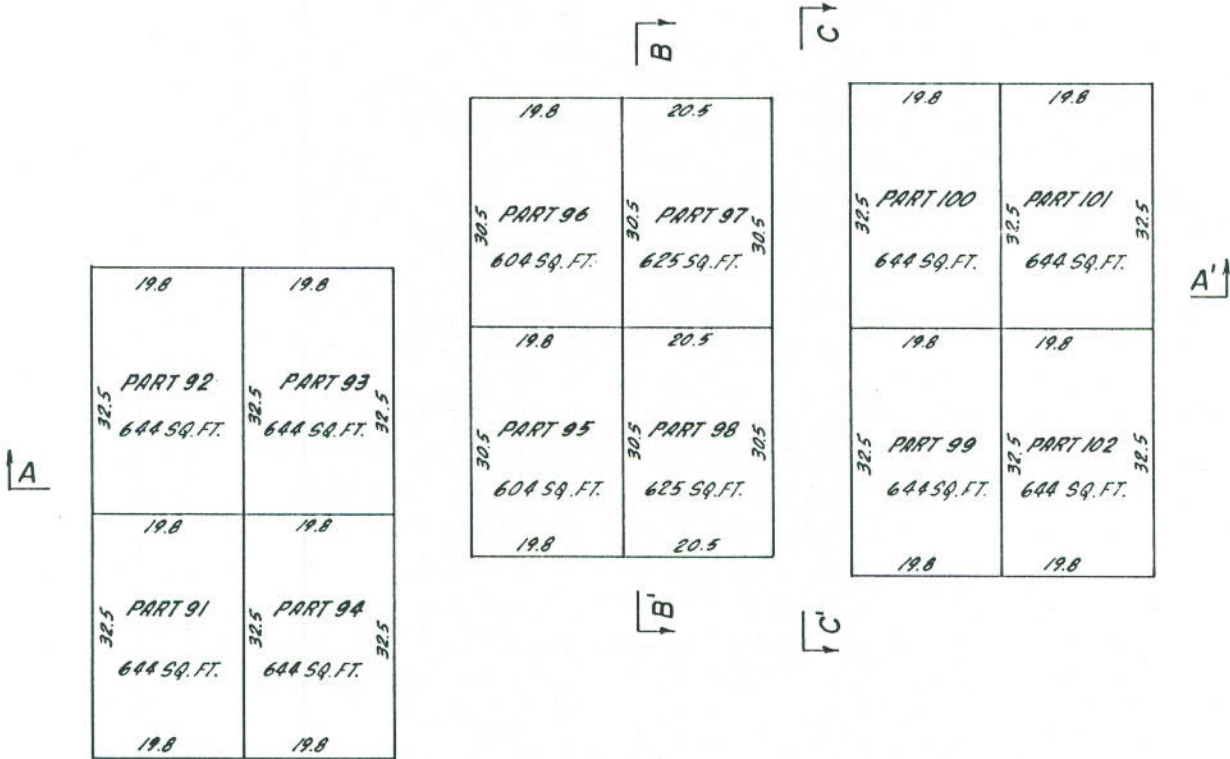 B
C
19.8
20.5
PART 96
30.5
604 SQ.FT.
30.5
PART 97
625 SQ.FT.
30.5
19.8
20.5
PART 95
30.5
604 SQ.FT.
19.8
30.5
PART 98
625 SQ.FT.
30.5
20.5
B'
C'
19.8
19.8
PART 100
32.5
644 SQ.FT.
32.5
PART 101
644 SQ.FT.
32.5
A'
19.8
19.8
PART 99
32.5
644 SQ.FT.
19.8
32.5
PART 102
644 SQ.FT.
32.5
19.8
A
19.8
19.8
PART 92
32.5
644 SQ.FT.
32.5
PART 93
644 SQ.FT.
32.5
19.8
19.8
PART 91
32.5
644 SQ.FT.
19.8
32.5
PART 94
644 SQ.FT.
32.5
19.8